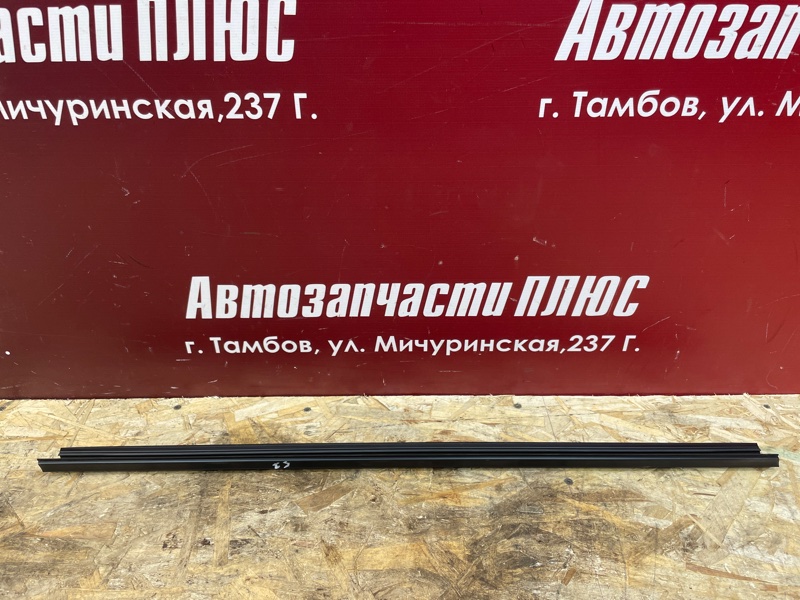 асти ПЛЮС
Мичуринская,237 Г.
Автозап
г. Тамбов, ул. М
Автозапчасти ПЛЮС
г. Тамбов, ул. Мичуринская,237 Г.